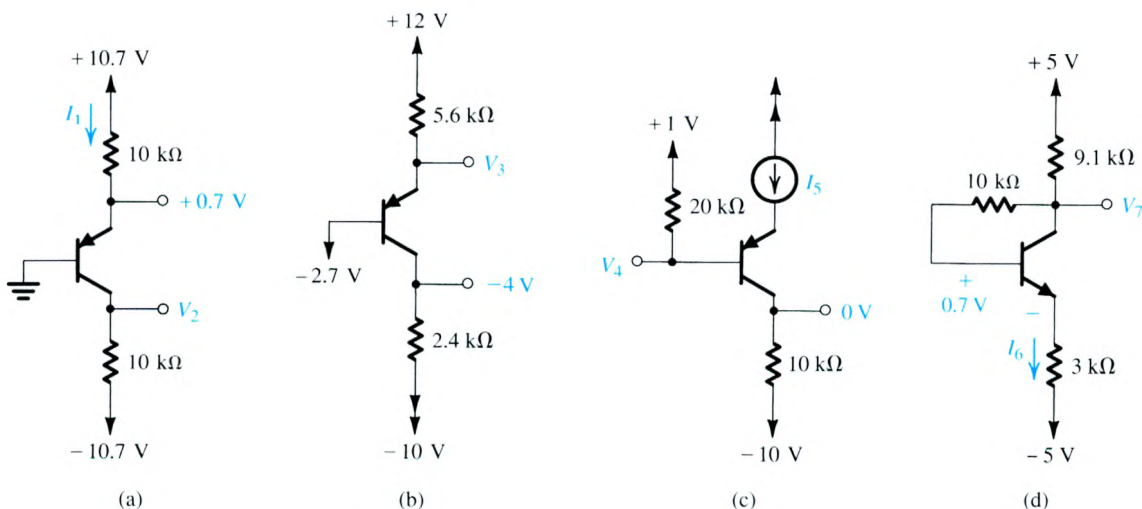 +10.7 V
I₁
10 kΩ
+0.7 V
V₂
10 kΩ
−10.7 V
(a)
+12 V
5.6 kΩ
V₃
−2.7 V
−4 V
2.4 kΩ
−10 V
(b)
+1 V
20 kΩ
I₅
V₄
0 V
10 kΩ
−10 V
(c)
+5 V
9.1 kΩ
10 kΩ
V₇
+
0.7 V
−
I₆
3 kΩ
−5 V
(d)